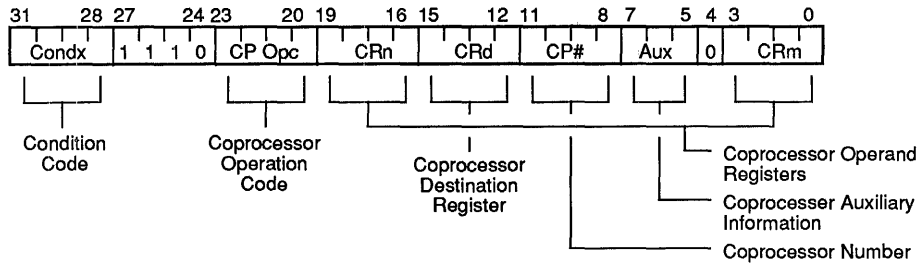 31 28 27 24 23 20 19 16 15 12 11 8 7 5 4 3 0
Condx 1 1 1 0 CP Opc CRn CRd CP# Aux 0 CRm
Condition
Code
Coprocessor
Operation
Code
Coprocessor
Destination
Register
Coprocessor Operand
Registers
Coprocesser Auxiliary
Information
Coprocessor Number